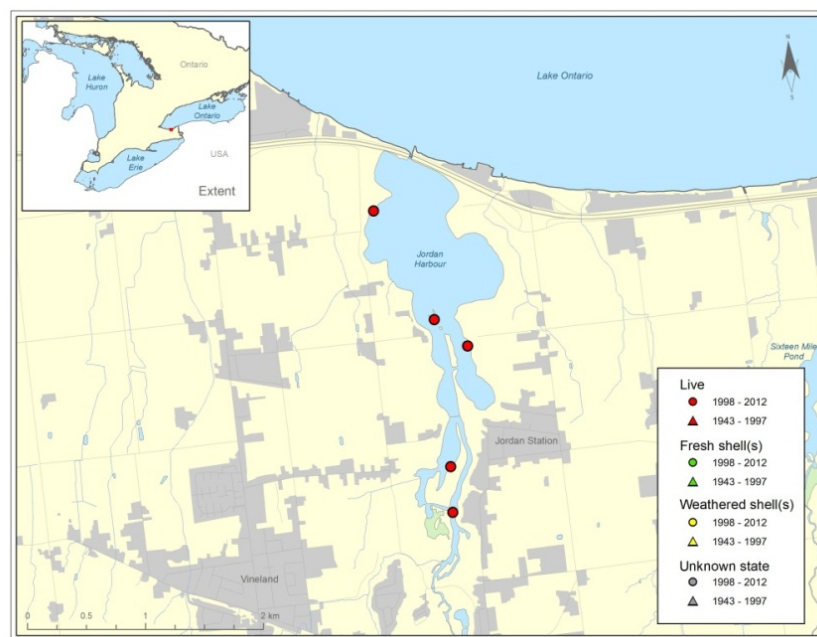 Ontario
Lake
Huron
Lake
Ontario
Lake
Erie
USA
Extent
Lake Ontario
N
S
Jordan
Harbour
Sixteen Mile
Pond
Jordan Station
Vineland
0 0.5 1 2 km
Live
1998 - 2012
1943 - 1997
Fresh shell(s)
1998 - 2012
1943 - 1997
Weathered shell(s)
1998 - 2012
1943 - 1997
Unknown state
1998 - 2012
1943 - 1997